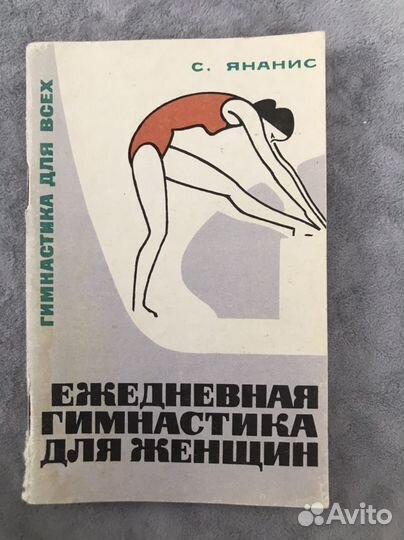 С. ЯНАНИС
ГИМНАСТИКА ДЛЯ ВСЕХ
ЕЖЕДНЕВНАЯ
ГИМНАСТИКА
ДЛЯ ЖЕНЩИН
Avito